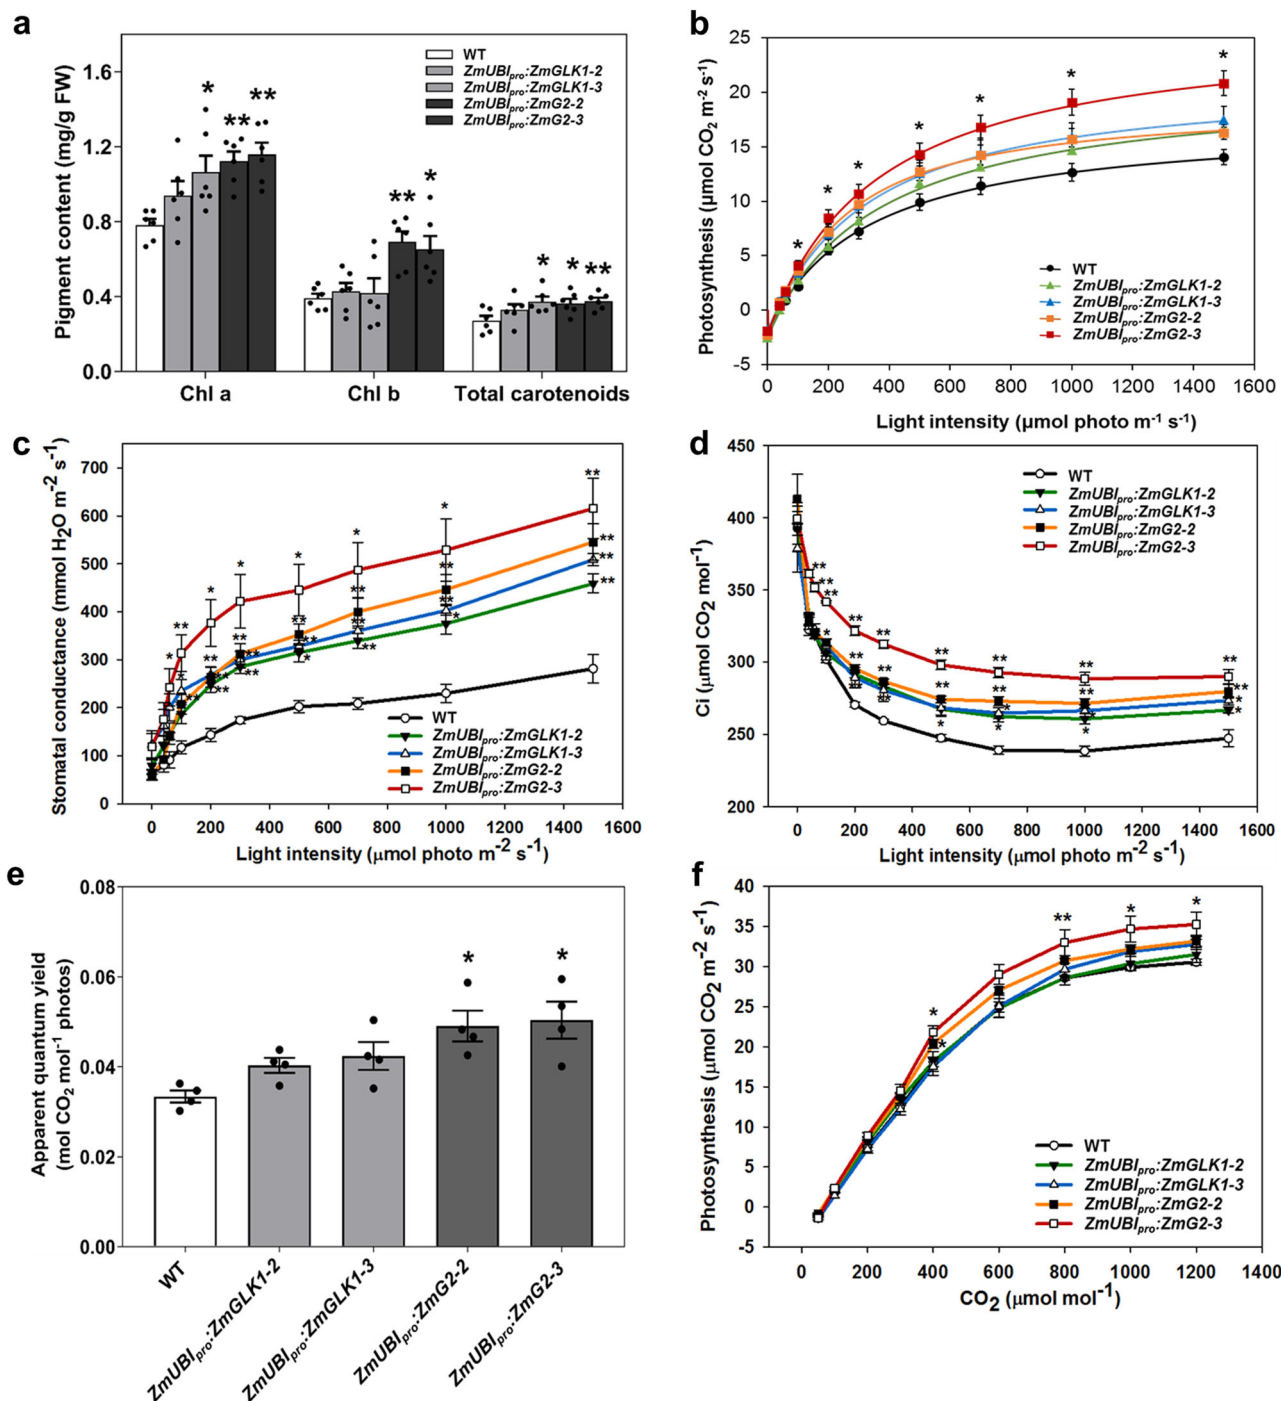 a
Pigment content (mg/g FW)
1.6
1.2
0.8
0.4
0.0
WT
ZmUBIpro:ZmGLK1-2
ZmUBIpro:ZmGLK1-3
ZmUBIpro:ZmG2-2
ZmUBIpro:ZmG2-3
*
**
**
**
*
*
*
**
Chl a
Chl b
Total carotenoids
b
Photosynthesis (µmol CO2 m-2 s-1)
25
20
15
10
5
0
-5
*
*
*
*
*
*
*
WT
ZmUBIpro:ZmGLK1-2
ZmUBIpro:ZmGLK1-3
ZmUBIpro:ZmG2-2
ZmUBIpro:ZmG2-3
0 200 400 600 800 1000 1200 1400 1600
Light intensity (µmol photo m-1 s-1)
c
Stomatal conductance (mmol H2O m-2 s-1)
700
600
500
400
300
200
100
0
WT
ZmUBIpro:ZmGLK1-2
ZmUBIpro:ZmGLK1-3
ZmUBIpro:ZmG2-2
ZmUBIpro:ZmG2-3
0 200 400 600 800 1000 1200 1400 1600
Light intensity (µmol photo m-2 s-1)
d
Ci (µmol CO2 mol-1)
450
400
350
300
250
200
WT
ZmUBIpro:ZmGLK1-2
ZmUBIpro:ZmGLK1-3
ZmUBIpro:ZmG2-2
ZmUBIpro:ZmG2-3
0 200 400 600 800 1000 1200 1400 1600
Light intensity (µmol photo m-2 s-1)
e
Apparent quantum yield
(mol CO2 mol-1 photos)
0.08
0.06
0.04
0.02
0.00
*
*
WT
ZmUBIpro:ZmGLK1-2
ZmUBIpro:ZmGLK1-3
ZmUBIpro:ZmG2-2
ZmUBIpro:ZmG2-3
f
Photosynthesis (µmol CO2 m-2 s-1)
40
35
30
25
20
15
10
5
0
-5
*
*
**
*
*
WT
ZmUBIpro:ZmGLK1-2
ZmUBIpro:ZmGLK1-3
ZmUBIpro:ZmG2-2
ZmUBIpro:ZmG2-3
0 200 400 600 800 1000 1200 1400
CO2 (µmol mol-1)